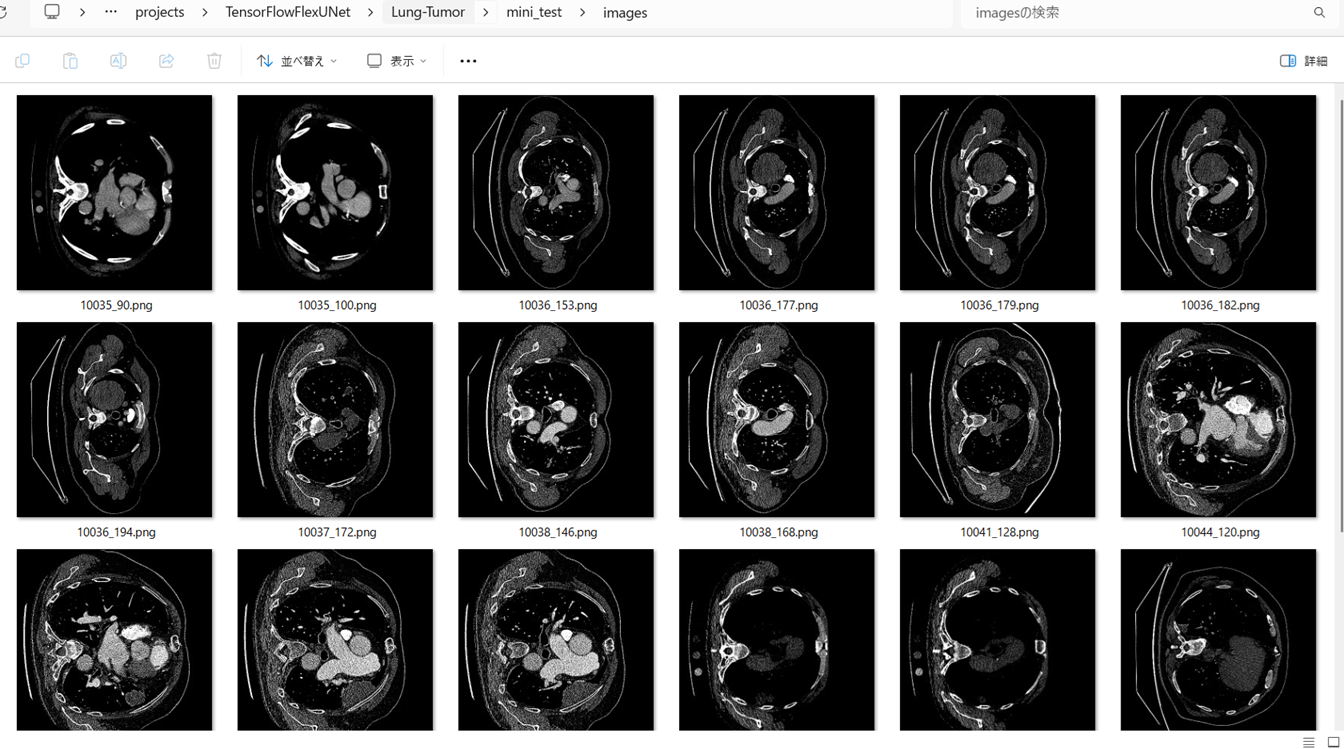 projects > TensorFlowFlexUNet > Lung-Tumor > mini_test > images
imagesの検索
並べ替え 表示 詳細
10035_90.png 10035_100.png 10036_153.png 10036_177.png 10036_179.png 10036_182.png
10036_194.png 10037_172.png 10038_146.png 10038_168.png 10041_128.png 10044_120.png